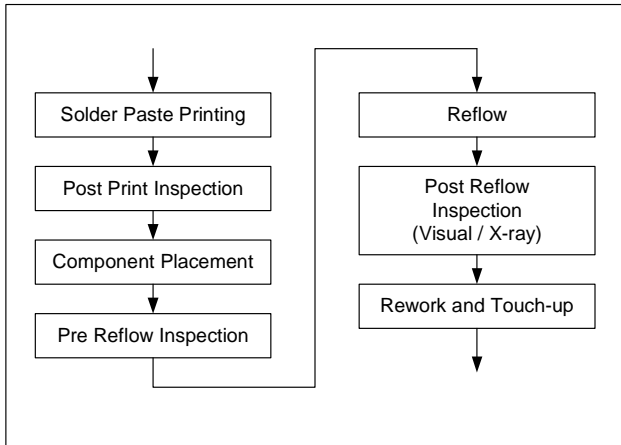 Solder Paste Printing
Post Print Inspection
Component Placement
Pre Reflow Inspection
Reflow
Post Reflow
Inspection
(Visual / X-ray)
Rework and Touch-up